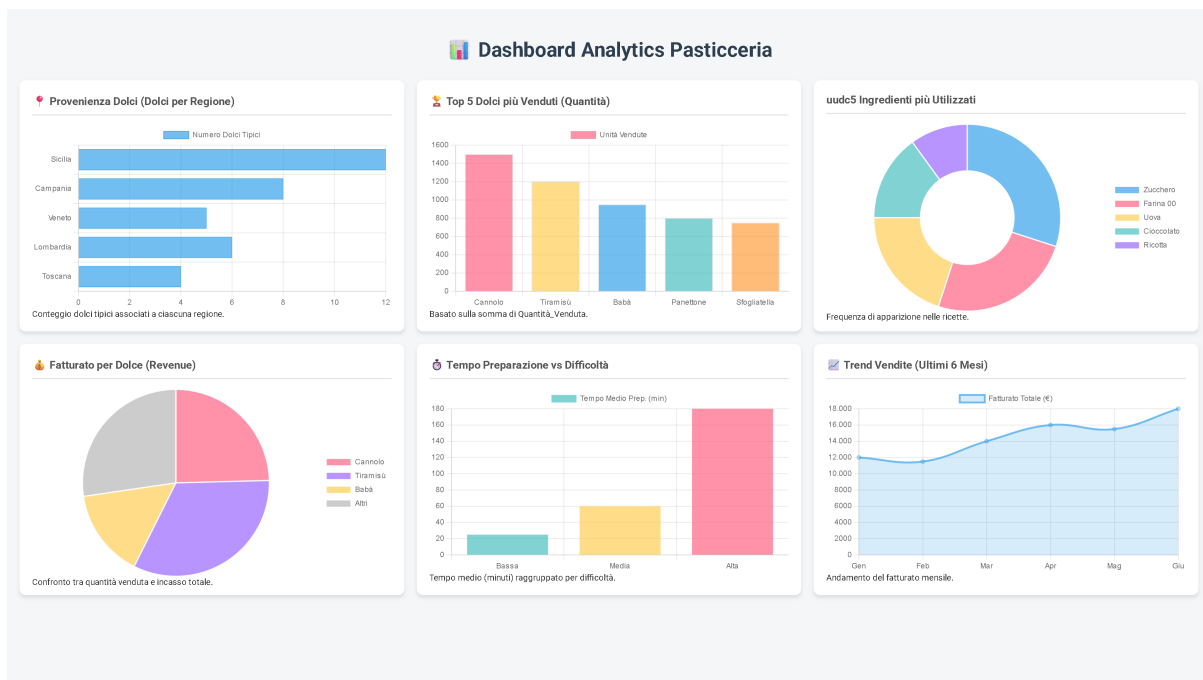 📊 Dashboard Analytics Pasticceria
📍 Provenienza Dolci (Dolci per Regione)
Numero Dolci Tipici
Sicilia
Campania
Veneto
Lombardia
Toscana
0 2 4 6 8 10 12
Conteggio dolci tipici associati a ciascuna regione.
🏆 Top 5 Dolci più Venduti (Quantità)
Unità Vendute
1600
1400
1200
1000
800
600
400
200
0
Cannolo Tiramisù Babà Panettone Sfogliatella
Basato sulla somma di Quantità_Venduta.
uudc5 Ingredienti più Utilizzati
Zucchero
Farina 00
Uova
Cioccolato
Ricotta
Frequenza di apparizione nelle ricette.
💰 Fatturato per Dolce (Revenue)
Cannolo
Tiramisù
Babà
Altri
Confronto tra quantità venduta e incasso totale.
⏱ Tempo Preparazione vs Difficoltà
Tempo Medio Prep. (min)
180
160
140
120
100
80
60
40
20
0
Bassa Media Alta
Tempo medio (minuti) raggruppato per difficoltà.
📈 Trend Vendite (Ultimi 6 Mesi)
Fatturato Totale (€)
18.000
16.000
14.000
12.000
10.000
8000
6000
4000
2000
0
Gen Feb Mar Apr Mag Giu
Andamento del fatturato mensile.